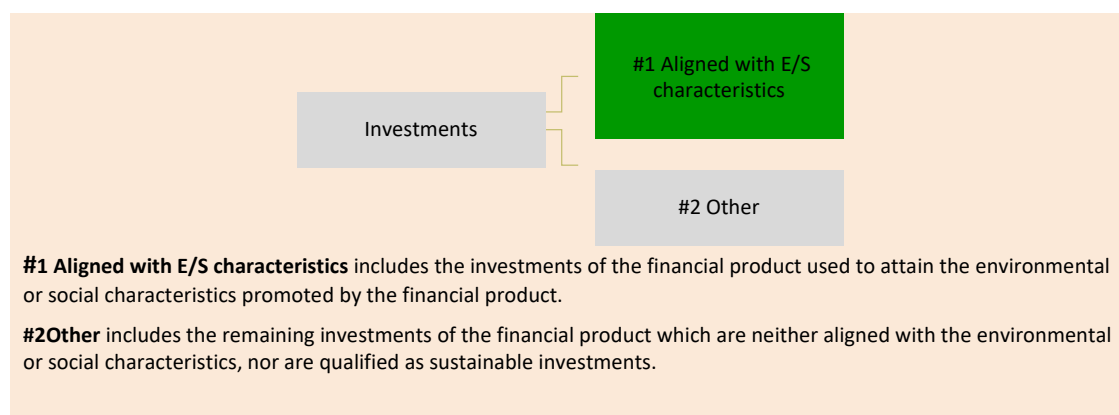 #1 Aligned with E/S
characteristics
Investments
#2 Other
#1 Aligned with E/S characteristics includes the investments of the financial product used to attain the environmental
or social characteristics promoted by the financial product.
#2Other includes the remaining investments of the financial product which are neither aligned with the environmental
or social characteristics, nor are qualified as sustainable investments.